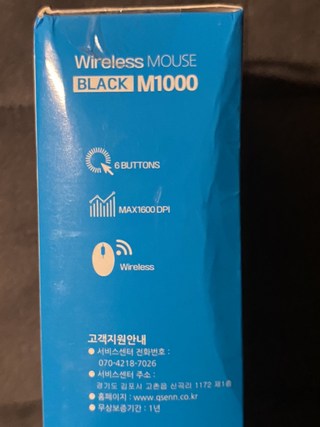 Wireless MOUSE
BLACK M1000
6 BUTTONS
MAX1600 DPI
Wireless
고객지원안내
● 서비스센터 전화번호 :
070-4218-7026
● 서비스센터 주소 :
경기도 김포시 고촌읍 신곡리 1172 제1층
● 홈페이지 : www.qsenn.co.kr
● 무상보증기간 : 1년